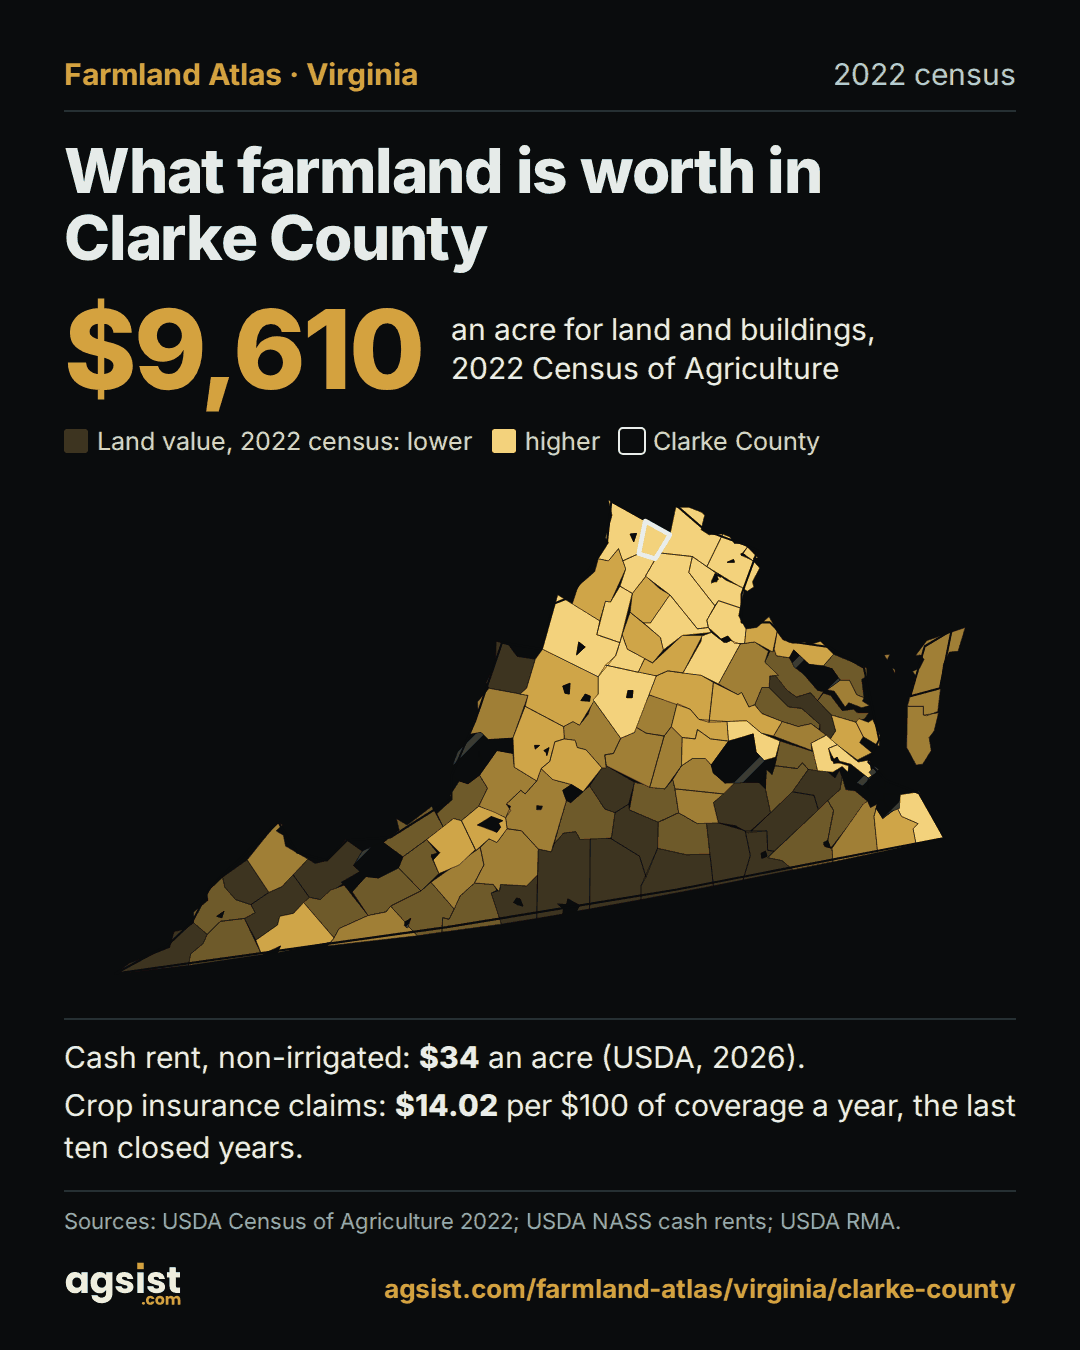 Farmland Atlas · Virginia
2022 census
What farmland is worth in
Clarke County
$9,610
an acre for land and buildings,
2022 Census of Agriculture
Land value, 2022 census: lower
higher
Clarke County
Cash rent, non-irrigated: $34 an acre (USDA, 2026).
Crop insurance claims: $14.02 per $100 of coverage a year, the last
ten closed years.
Sources: USDA Census of Agriculture 2022; USDA NASS cash rents; USDA RMA.
agsist
.com
agsist.com/farmland-atlas/virginia/clarke-county